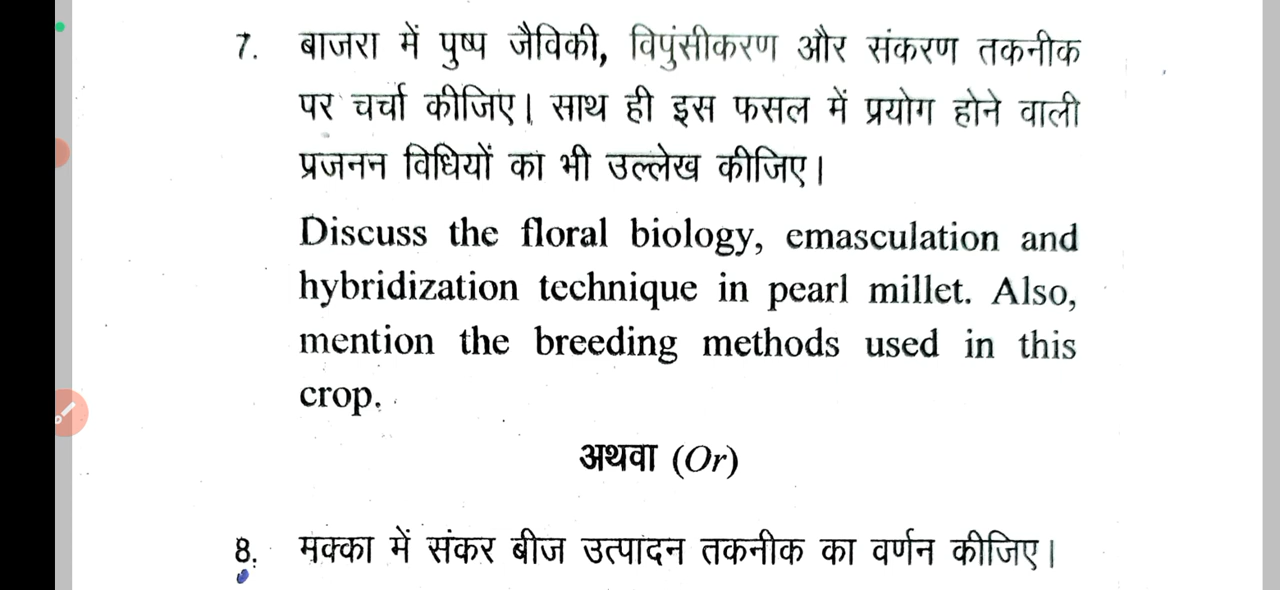 7. बाजरा में पुष्प जैविकी, विपुंसीकरण और संकरण तकनीक
पर चर्चा कीजिए। साथ ही इस फसल में प्रयोग होने वाली
प्रजनन विधियों का भी उल्लेख कीजिए।
Discuss the floral biology, emasculation and
hybridization technique in pearl millet. Also,
mention the breeding methods used in this
crop.
अथवा (Or)
8. मक्का में संकर बीज उत्पादन तकनीक का वर्णन कीजिए।